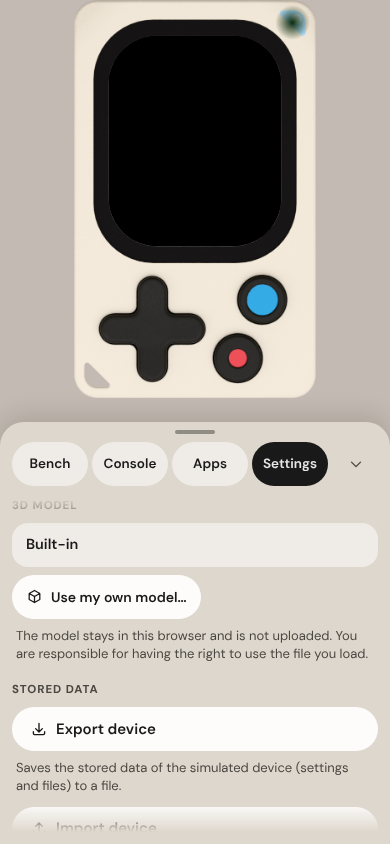 Bench
Console
Apps
Settings
3D MODEL
Built-in
Use my own model...
The model stays in this browser and is not uploaded. You
are responsible for having the right to use the file you load.
STORED DATA
Export device
Saves the stored data of the simulated device (settings
and files) to a file.
Import device